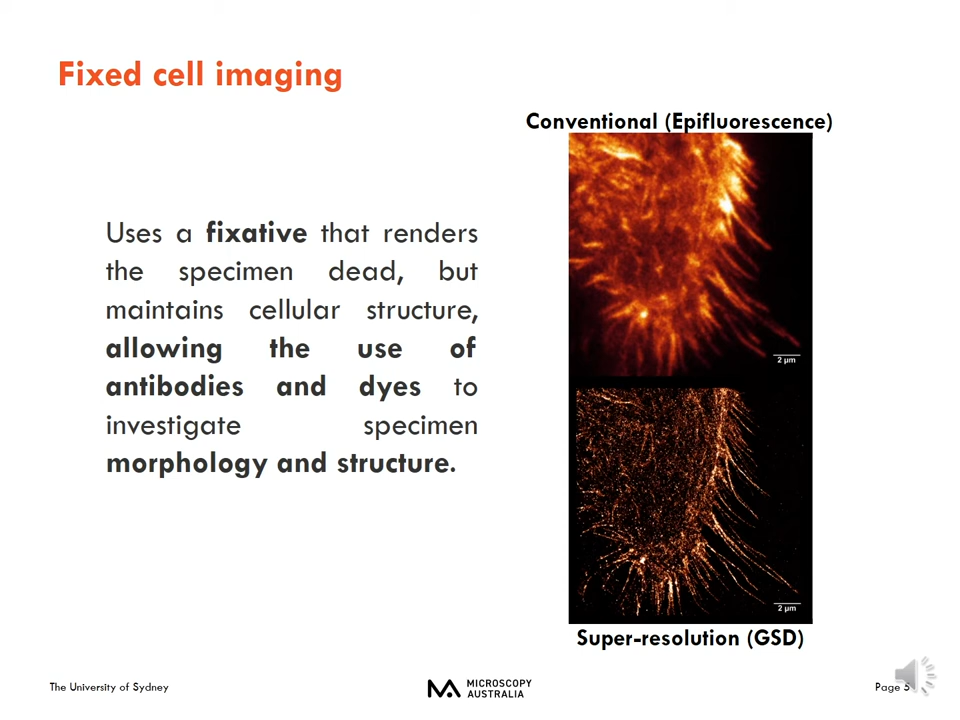 Fixed cell imaging
Conventional (Epifluorescence)
Uses a fixative that renders
the specimen dead, but
maintains cellular structure,
allowing the use of
antibodies and dyes to
investigate specimen
morphology and structure.
2 μm
2 μm
Super-resolution (GSD)
The University of Sydney
MICROSCOPY
AUSTRALIA
Page 5